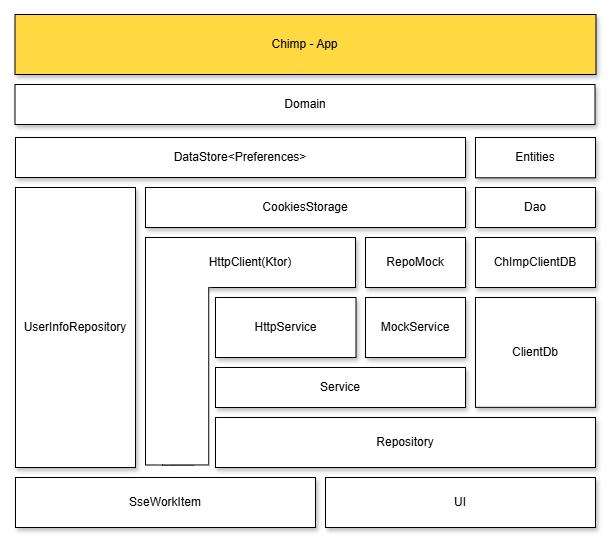 Chimp - App
Domain
DataStore<Preferences>
Entities
CookiesStorage
Dao
HttpClient(Ktor)
RepoMock
ChImpClientDB
UserInfoRepository
HttpService
MockService
ClientDb
Service
Repository
SseWorkItem
UI